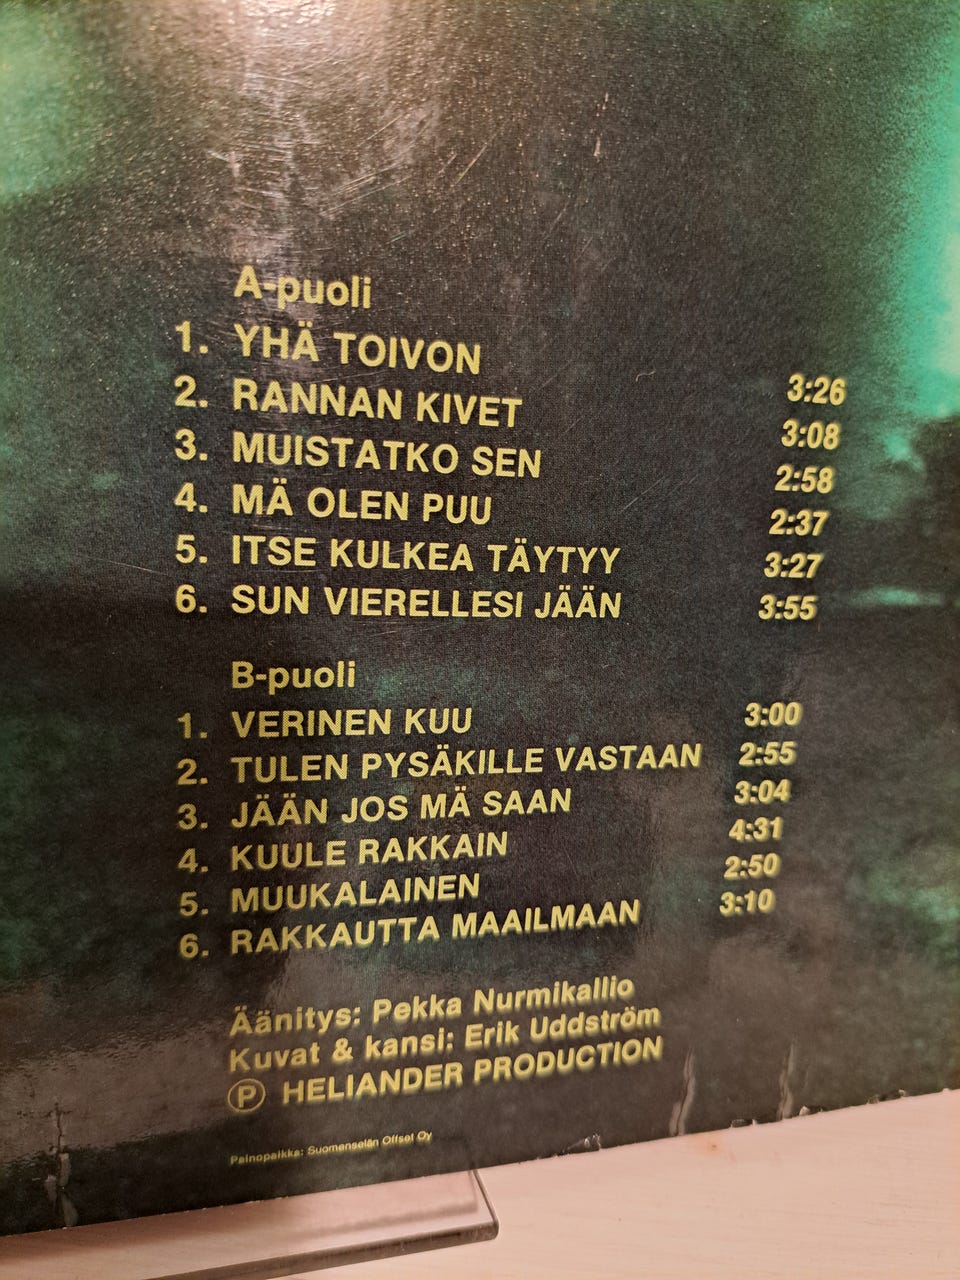 A-puoli
1. YHÄ TOIVON 3:26
2. RANNAN KIVET 3:08
3. MUISTATKO SEN 2:58
4. MÄ OLEN PUU 2:37
5. ITSE KULKEA TÄYTYY 3:27
6. SUN VIERELLESI JÄÄN 3:55
B-puoli
1. VERINEN KUU 3:00
2. TULEN PYSÄKILLE VASTAAN 2:55
3. JÄÄN JOS MÄ SAAN 3:04
4. KUULE RAKKAIN 4:31
5. MUUKALAINEN 2:50
6. RAKKAUTTA MAAILMAAN 3:10
Äänitys: Pekka Nurmikallio
Kuvat & kansi: Erik Uddström
Ⓟ HELIANDER PRODUCTION
Painopaikka: Suomenselän Offset Oy